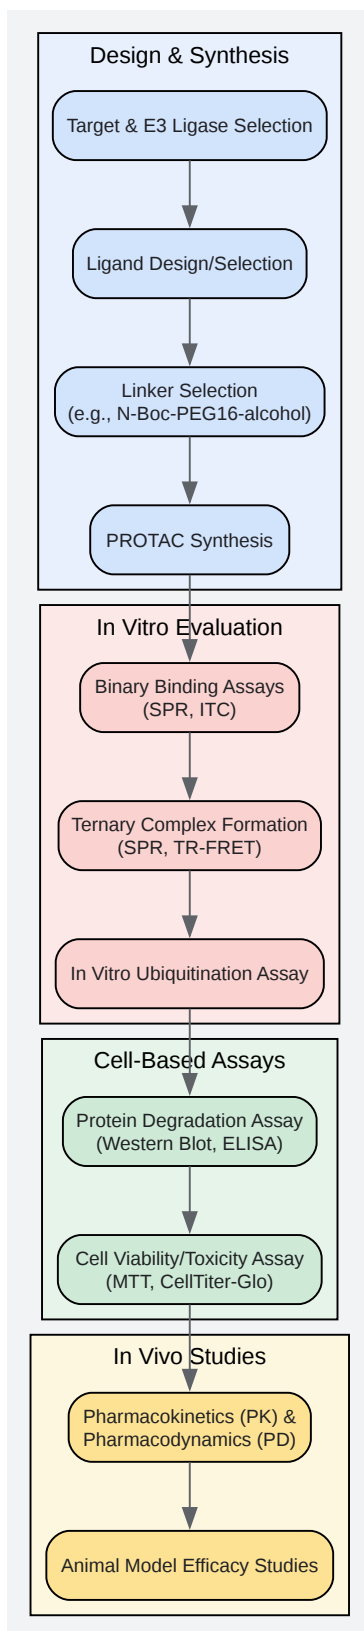 Design & Synthesis
Target & E3 Ligase Selection
Ligand Design/Selection
Linker Selection
(e.g., N-Boc-PEG16-alcohol)
PROTAC Synthesis
In Vitro Evaluation
Binary Binding Assays
(SPR, ITC)
Ternary Complex Formation
(SPR, TR-FRET)
In Vitro Ubiquitination Assay
Cell-Based Assays
Protein Degradation Assay
(Western Blot, ELISA)
Cell Viability/Toxicity Assay
(MTT, CellTiter-Glo)
In Vivo Studies
Pharmacokinetics (PK) &
Pharmacodynamics (PD)
Animal Model Efficacy Studies